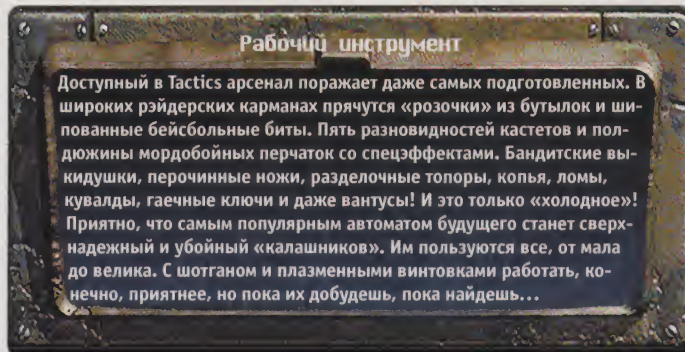 Рабочий инструмент
Доступный в Tactics арсенал поражает даже самых подготовленных. В
широких рэйдерских карманах прячутся «розочки» из бутылок и ши-
пованные бейсбольные биты. Пять разновидностей кастетов и пол-
дюжины мордобойных перчаток со спецэффектами. Бандитские вы-
кидушки, перочинные ножи, разделочные топоры, копья, ломы,
кувалды, гаечные ключи и даже вантусы! И это только «холодное»!
Приятно, что самым популярным автоматом будущего станет сверх-
надежный и убойный «калашников». Им пользуются все, от мала
до велика. С шотганом и плазменными винтовками работать, ко-
нечно, приятнее, но пока их добудешь, пока найдешь...